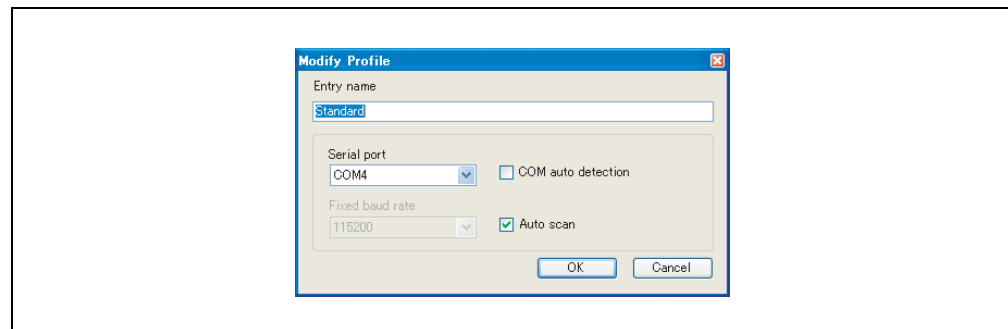 Modify Profile
Entry name
Standard
Serial port
COM4
COM auto detection
Fixed baud rate
115200
Auto scan
OK Cancel